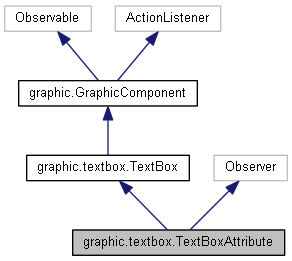 Observable
ActionListener
graphic.GraphicComponent
graphic.textbox.TextBox
Observer
graphic.textbox.TextBoxAttribute